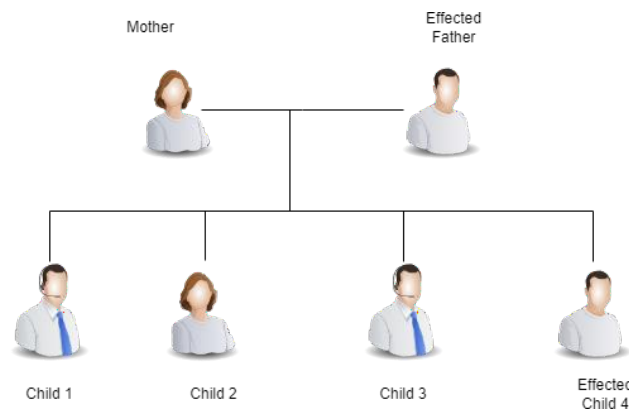 Mother
Effected
Father
Child 1
Child 2
Child 3
Effected
Child 4